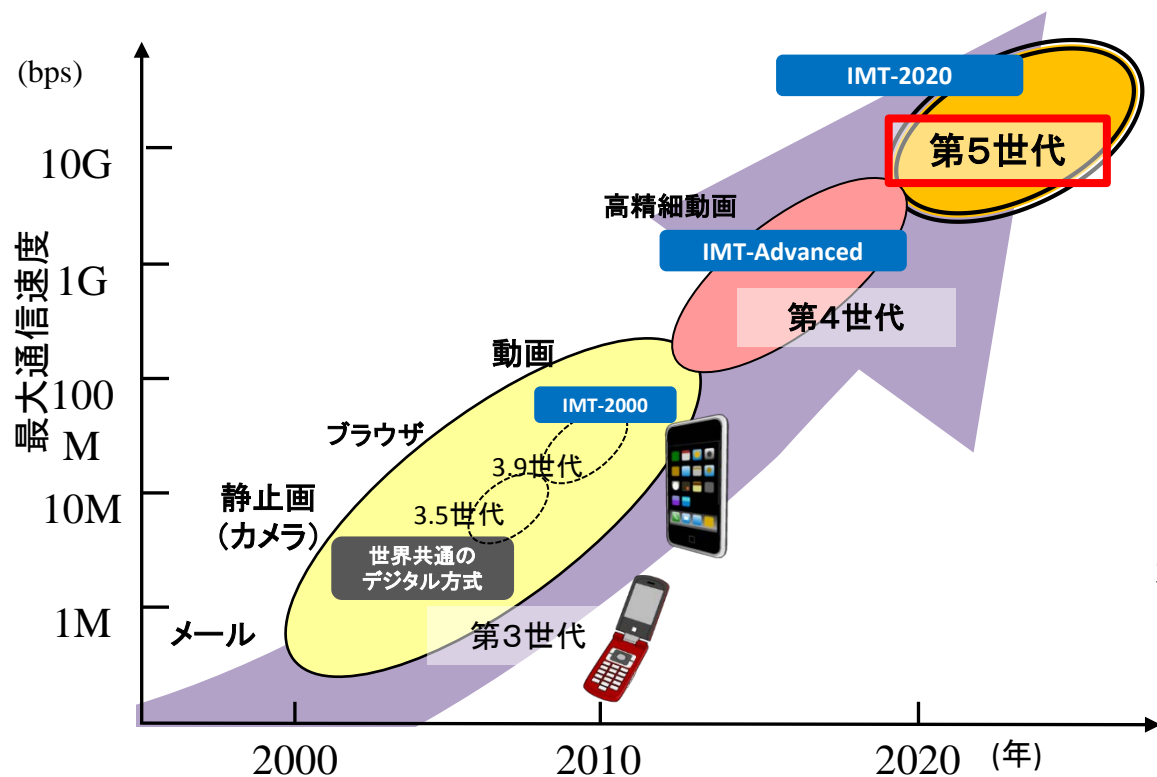 (bps)
IMT-2020
第5世代
10G
高精細動画
IMT-Advanced
1G
第4世代
最大通信速度
動画
100
M
IMT-2000
ブラウザ
3.9世代
10M
静止画
（カメラ）
3.5世代
世界共通の
デジタル方式
1M
メール
第3世代
2000
2010
2020
(年)